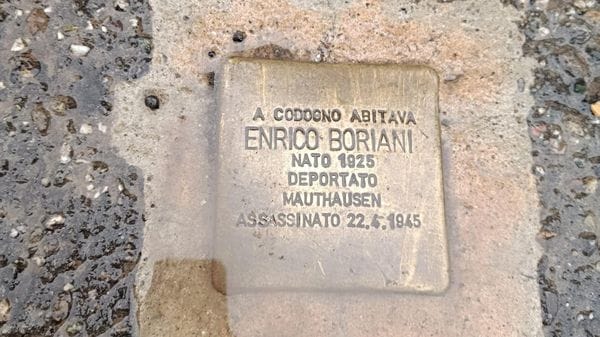 A CODOGNO ABITAVA
ENRICO BORIANI
NATO 1925
DEPORTATO
MAUTHAUSEN
ASSASSINATO 22.4.1945